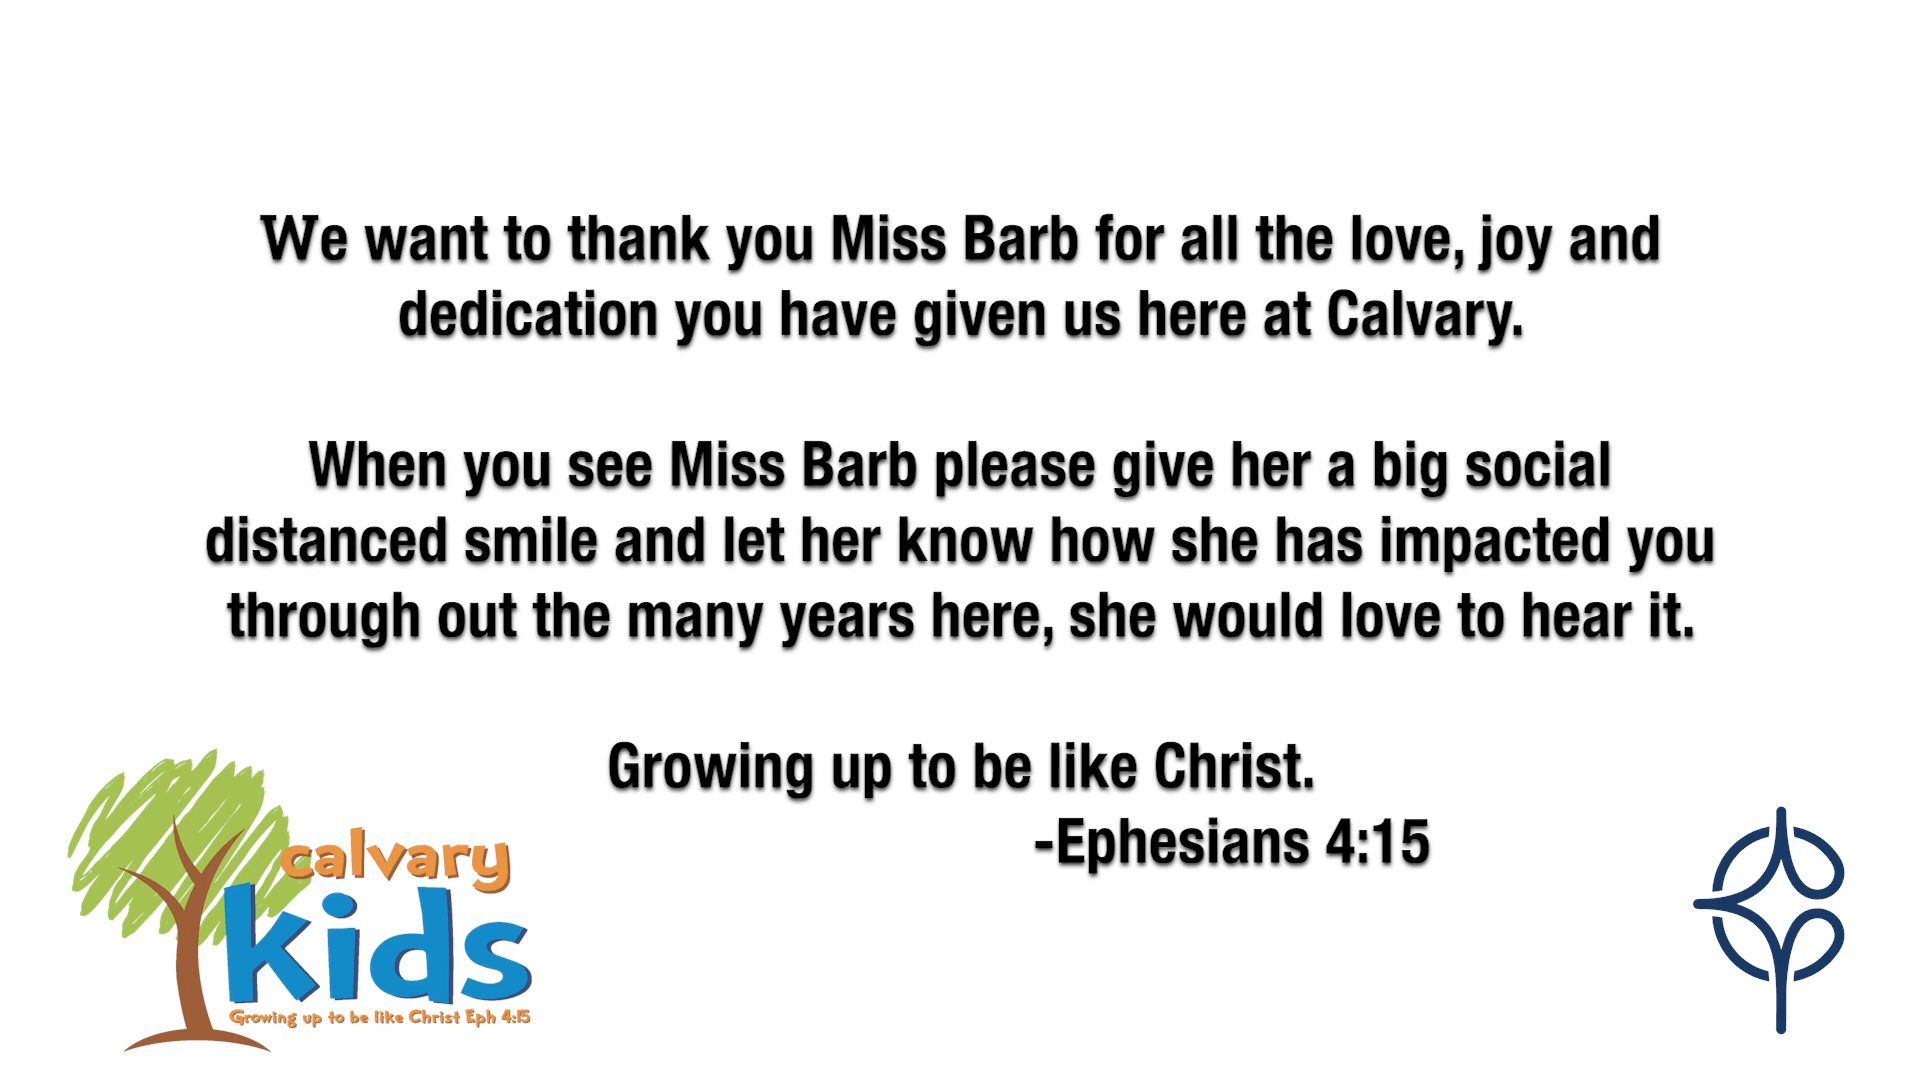 We want to thank you Miss Barb for all the love, joy and
dedication you have given us here at Calvary.
When you see Miss Barb please give her a big social
distanced smile and let her know how she has impacted you
through out the many years here, she would love to hear it.
Growing up to be like Christ.
-Ephesians 4:15
calvary
kids
Growing up to be like Christ Eph 4:15